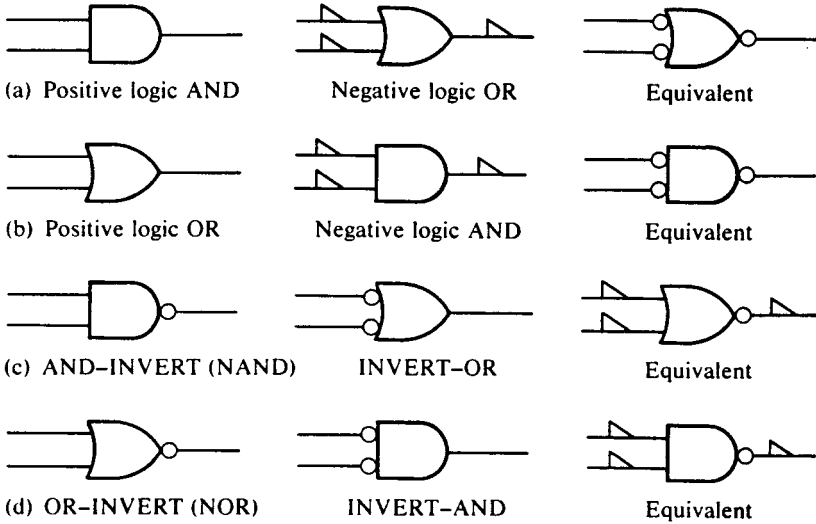 (a) Positive logic AND Negative logic OR Equivalent
(b) Positive logic OR Negative logic AND Equivalent
(c) AND–INVERT (NAND) INVERT–OR Equivalent
(d) OR–INVERT (NOR) INVERT–AND Equivalent